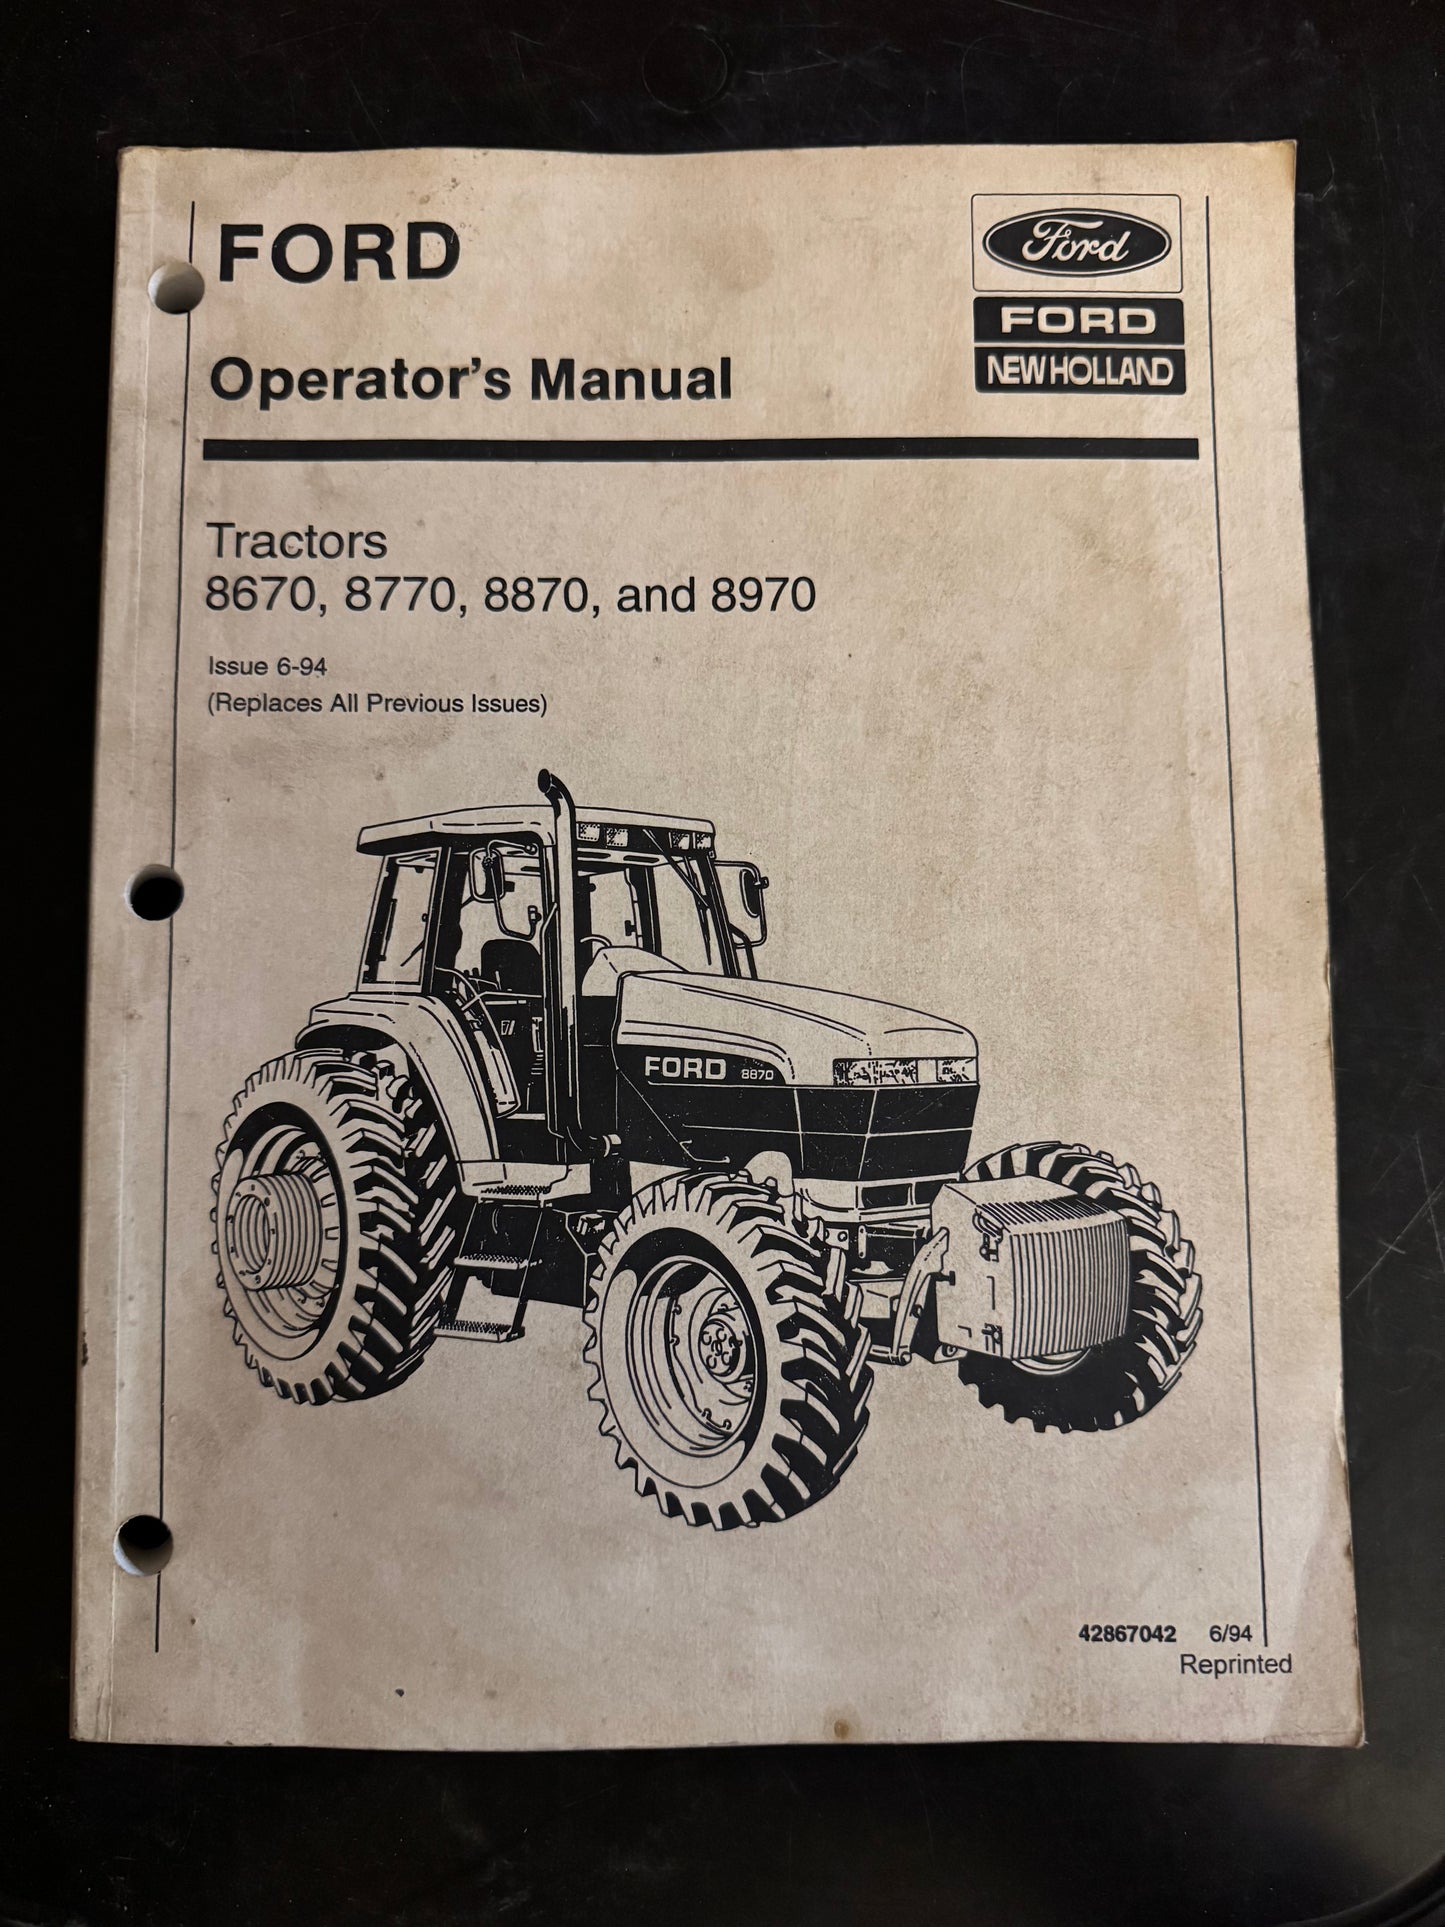 FORD
Ford
FORD
NEW HOLLAND
Operator's Manual
Tractors
8670, 8770, 8870, and 8970
Issue 6-94
(Replaces All Previous Issues)
FORD 8870
42867042 6/94
Reprinted